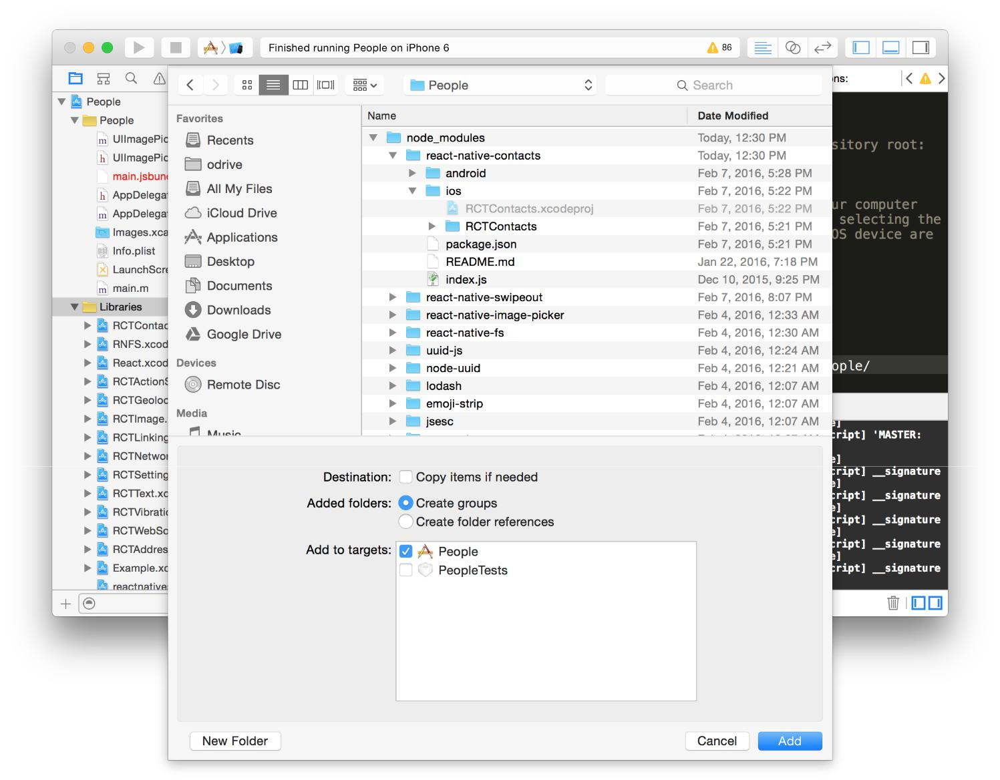 Finished running People on iPhone 6
86
People
Search
ons:
Favorites
Recents
odrive
All My Files
iCloud Drive
Applications
Desktop
Documents
Downloads
Google Drive
Devices
Remote Disc
Media
Music
People
People
UIImagePic
UIImagePic
main.jsbun
AppDelega
AppDelega
Images.xca
Info.plist
LaunchScre
main.m
Libraries
RCTContac
RNFS.xcod
React.xcod
RCTActionS
RCTGeoloc
RCTImage.
RCTLinking
RCTNetwor
RCTSetting
RCTText.xc
RCTVibratio
RCTWebSo
RCTAddres
Example.xc
reactnative
Name Date Modified
node_modules Today, 12:30 PM
react-native-contacts Today, 12:30 PM
android Feb 7, 2016, 5:28 PM
ios Feb 7, 2016, 5:22 PM
RCTContacts.xcodeproj Feb 7, 2016, 5:22 PM
RCTContacts Feb 7, 2016, 5:21 PM
package.json Feb 7, 2016, 5:21 PM
README.md Jan 22, 2016, 7:18 PM
index.js Dec 10, 2015, 9:25 PM
react-native-swipeout Feb 7, 2016, 8:07 PM
react-native-image-picker Feb 4, 2016, 12:33 AM
react-native-fs Feb 4, 2016, 12:30 AM
uuid-js Feb 4, 2016, 12:24 AM
node-uuid Feb 4, 2016, 12:21 AM
lodash Feb 4, 2016, 12:07 AM
emoji-strip Feb 4, 2016, 12:07 AM
jsesc Feb 4, 2016, 12:07 AM
sitory root:
ur computer
selecting the
OS device are
ople/
e]
cript] 'MASTER:
e]
cript] __signature
e]
cript] __signature
e]
cript] __signature
e]
cript] __signature
e]
cript] __signature
Destination: Copy items if needed
Added folders: Create groups
Create folder references
Add to targets: People
PeopleTests
New Folder
Cancel
Add